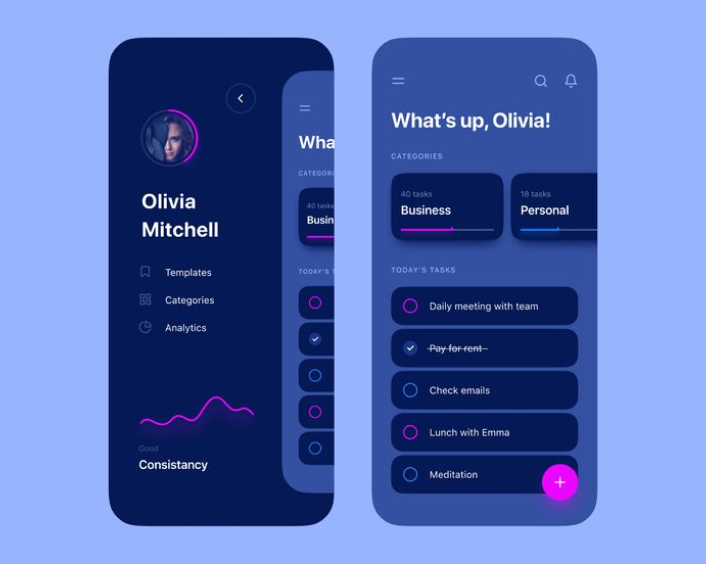 Olivia
Mitchell
Templates
Categories
Analytics
Good
Consistancy
Wha
CATEGORI
40 tasks
Busin
TODAY'S T
What's up, Olivia!
CATEGORIES
40 tasks
Business
18 tasks
Personal
TODAY'S TASKS
Daily meeting with team
Pay for rent
Check emails
Lunch with Emma
Meditation